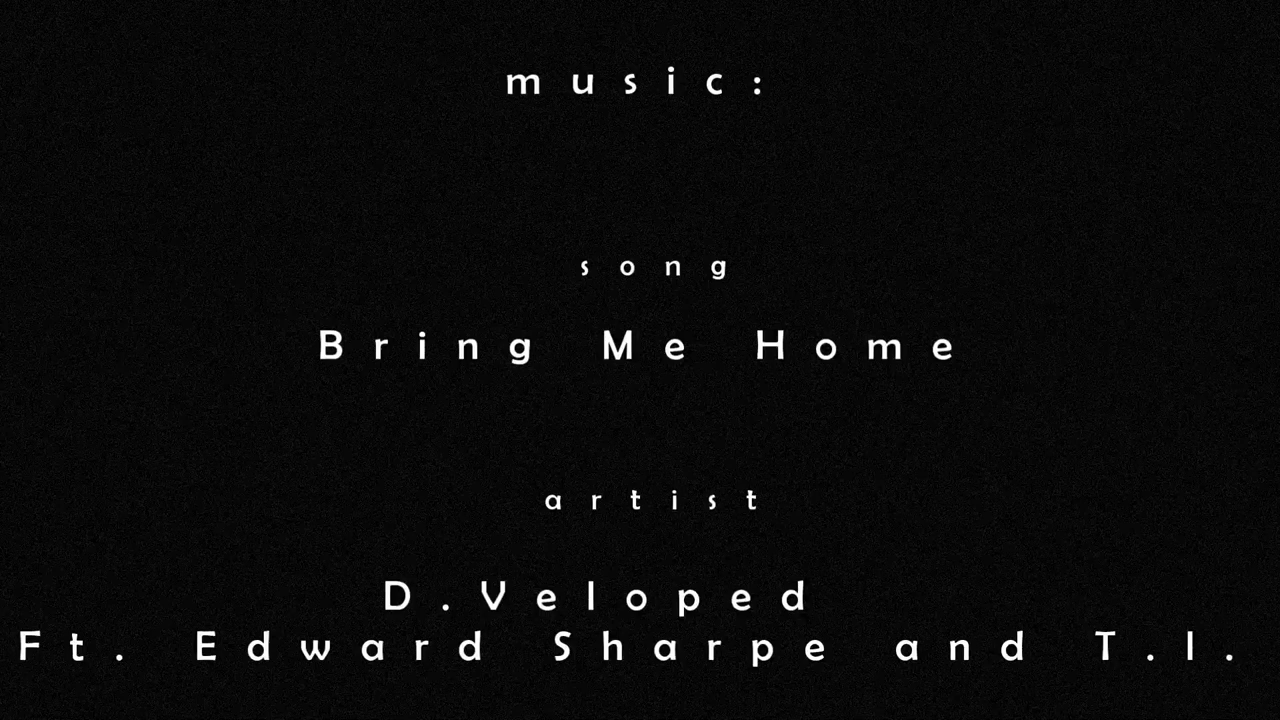 music:
song
Bring Me Home
artist
D.Veloped
Ft. Edward Sharpe and T.I.